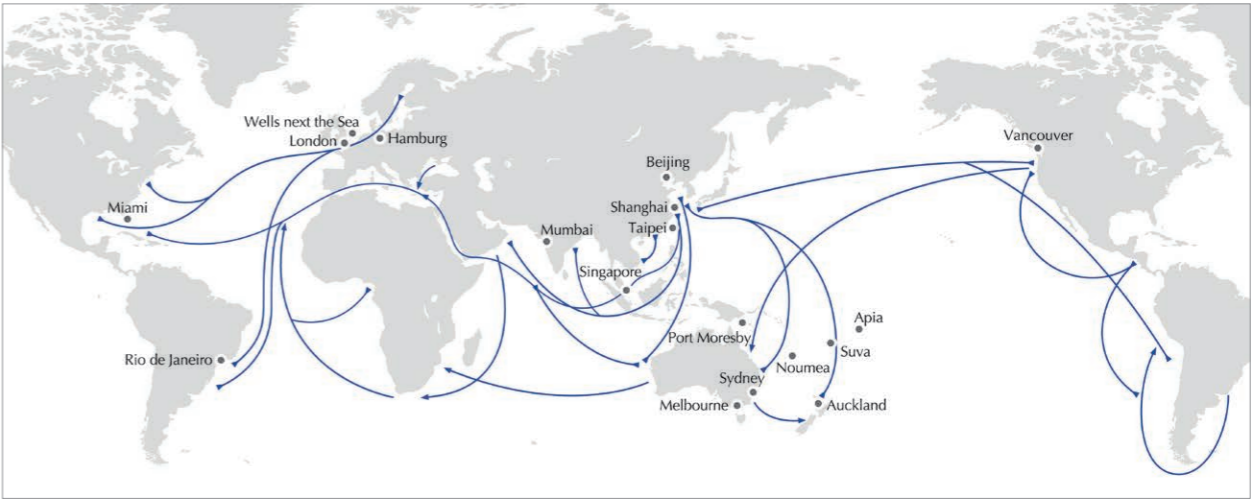 Wells next the Sea
London
Hamburg
Vancouver
Beijing
Miami
Shanghai
Taipei
Mumbai
Singapore
Apia
Port Moresby
Suva
Rio de Janeiro
Noumea
Sydney
Melbourne
Auckland